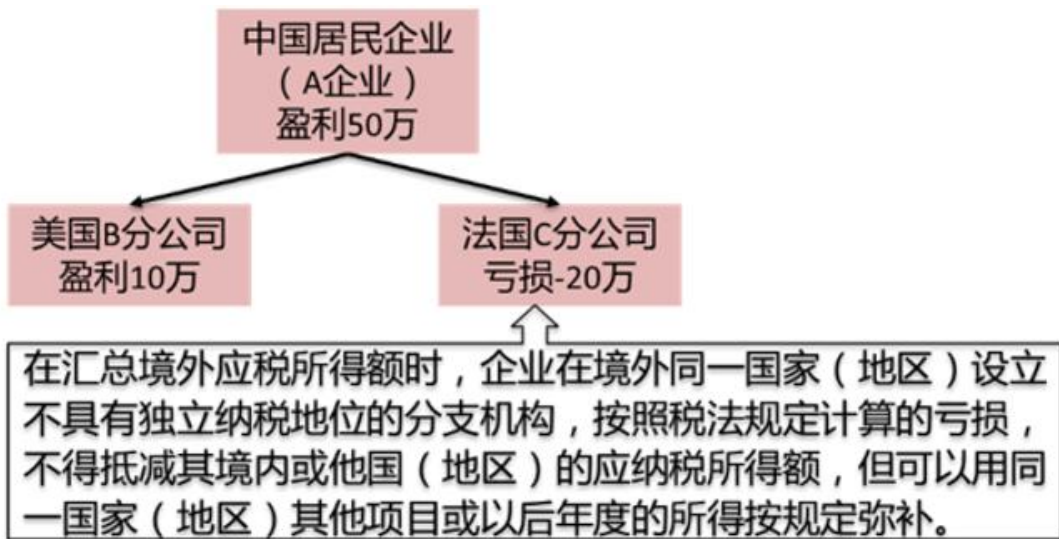 中国居民企业
（A企业）
盈利50万
美国B分公司
盈利10万
法国C分公司
亏损-20万
在汇总境外应税所得额时，企业在境外同一国家（地区）设立
不具有独立纳税地位的分支机构，按照税法规定计算的亏损，
不得抵减其境内或他国（地区）的应纳税所得额，但可以用同
一国家（地区）其他项目或以后年度的所得按规定弥补。